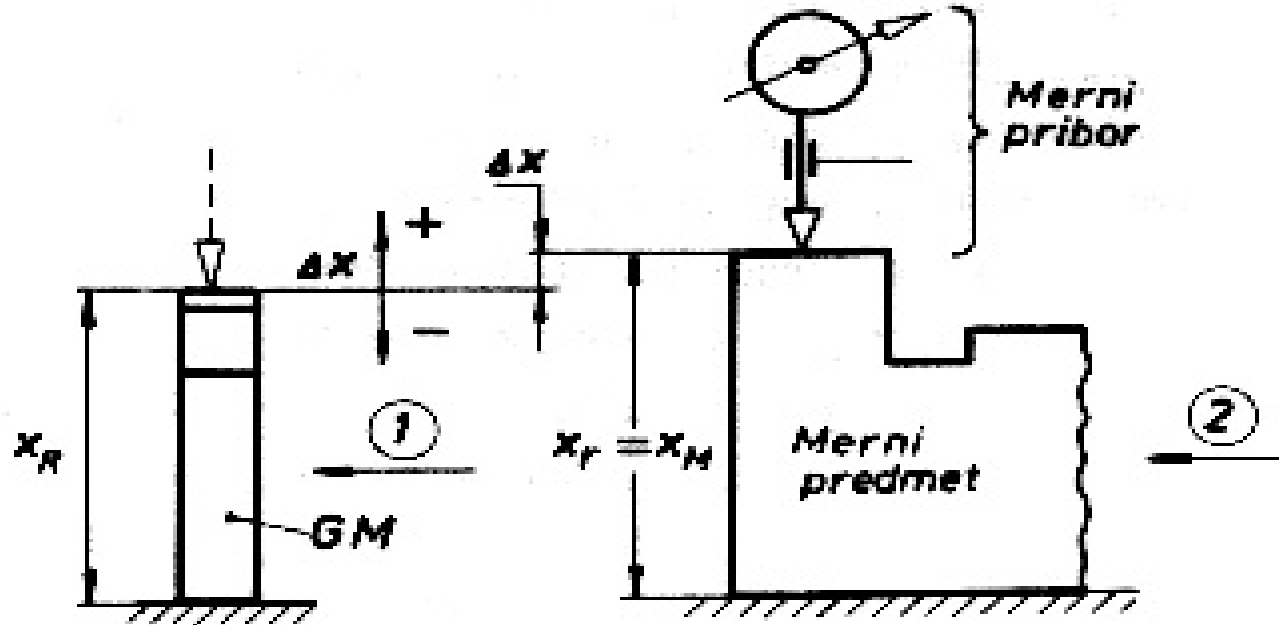 Merni
pribor
Δx
+
Δx
−
x_R
1
x_r = x_M
Merni
predmet
2
GM